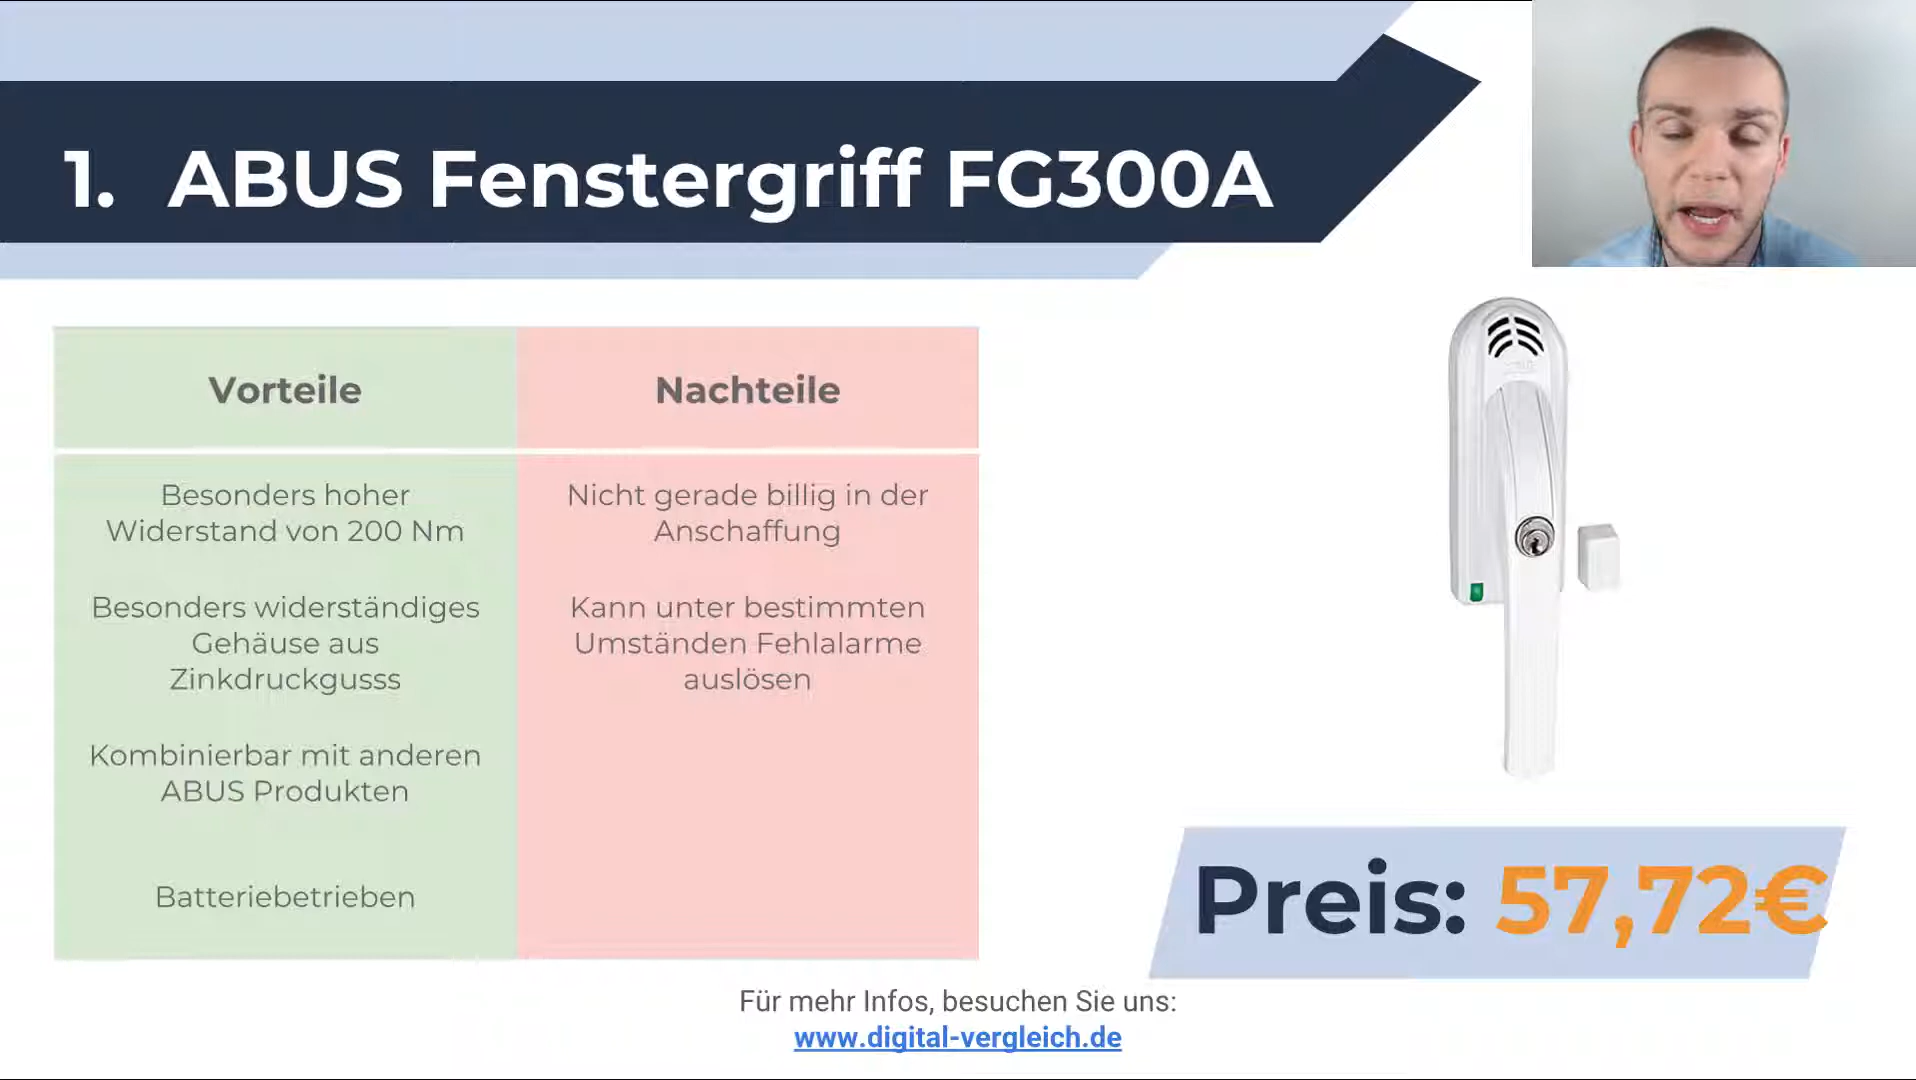 1. ABUS Fenstergriff FG300A
Vorteile
Nachteile
Besonders hoher
Widerstand von 200 Nm
Nicht gerade billig in der
Anschaffung
Besonders widerständiges
Gehäuse aus
Zinkdruckgusss
Kann unter bestimmten
Umständen Fehlalarme
auslösen
Kombinierbar mit anderen
ABUS Produkten
Batteriebetrieben
Preis: 57,72€
Für mehr Infos, besuchen Sie uns:
www.digital-vergleich.de